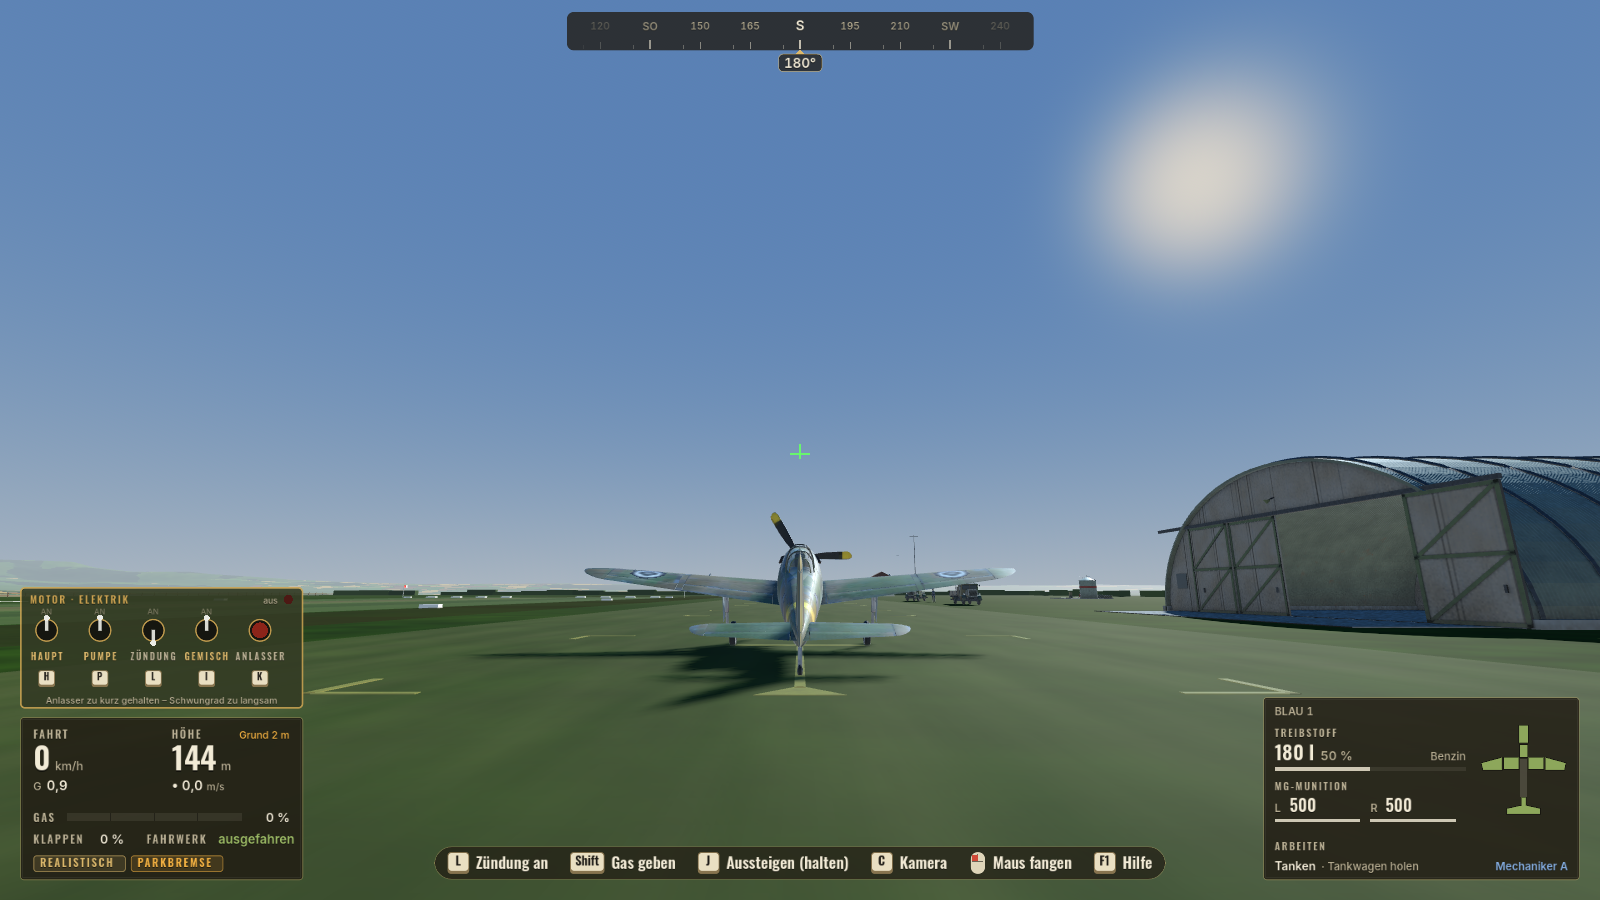 120 SO 150 165 S 195 210 SW 240
180°
MOTOR · ELEKTRIK aus
AN AN AN AN
HAUPT PUMPE ZÜNDUNG GEMISCH ANLASSER
H P L I K
Anlasser zu kurz gehalten – Schwungrad zu langsam
FAHRT HÖHE Grund 2 m
0 km/h 144 m
G 0,9 • 0,0 m/s
GAS 0 %
KLAPPEN 0 % FAHRWERK ausgefahren
REALISTISCH PARKBREMSE
L Zündung an Shift Gas geben J Aussteigen (halten) C Kamera Maus fangen F1 Hilfe
BLAU 1
TREIBSTOFF
180 l 50 % Benzin
MG-MUNITION
L 500 R 500
ARBEITEN
Tanken · Tankwagen holen Mechaniker A